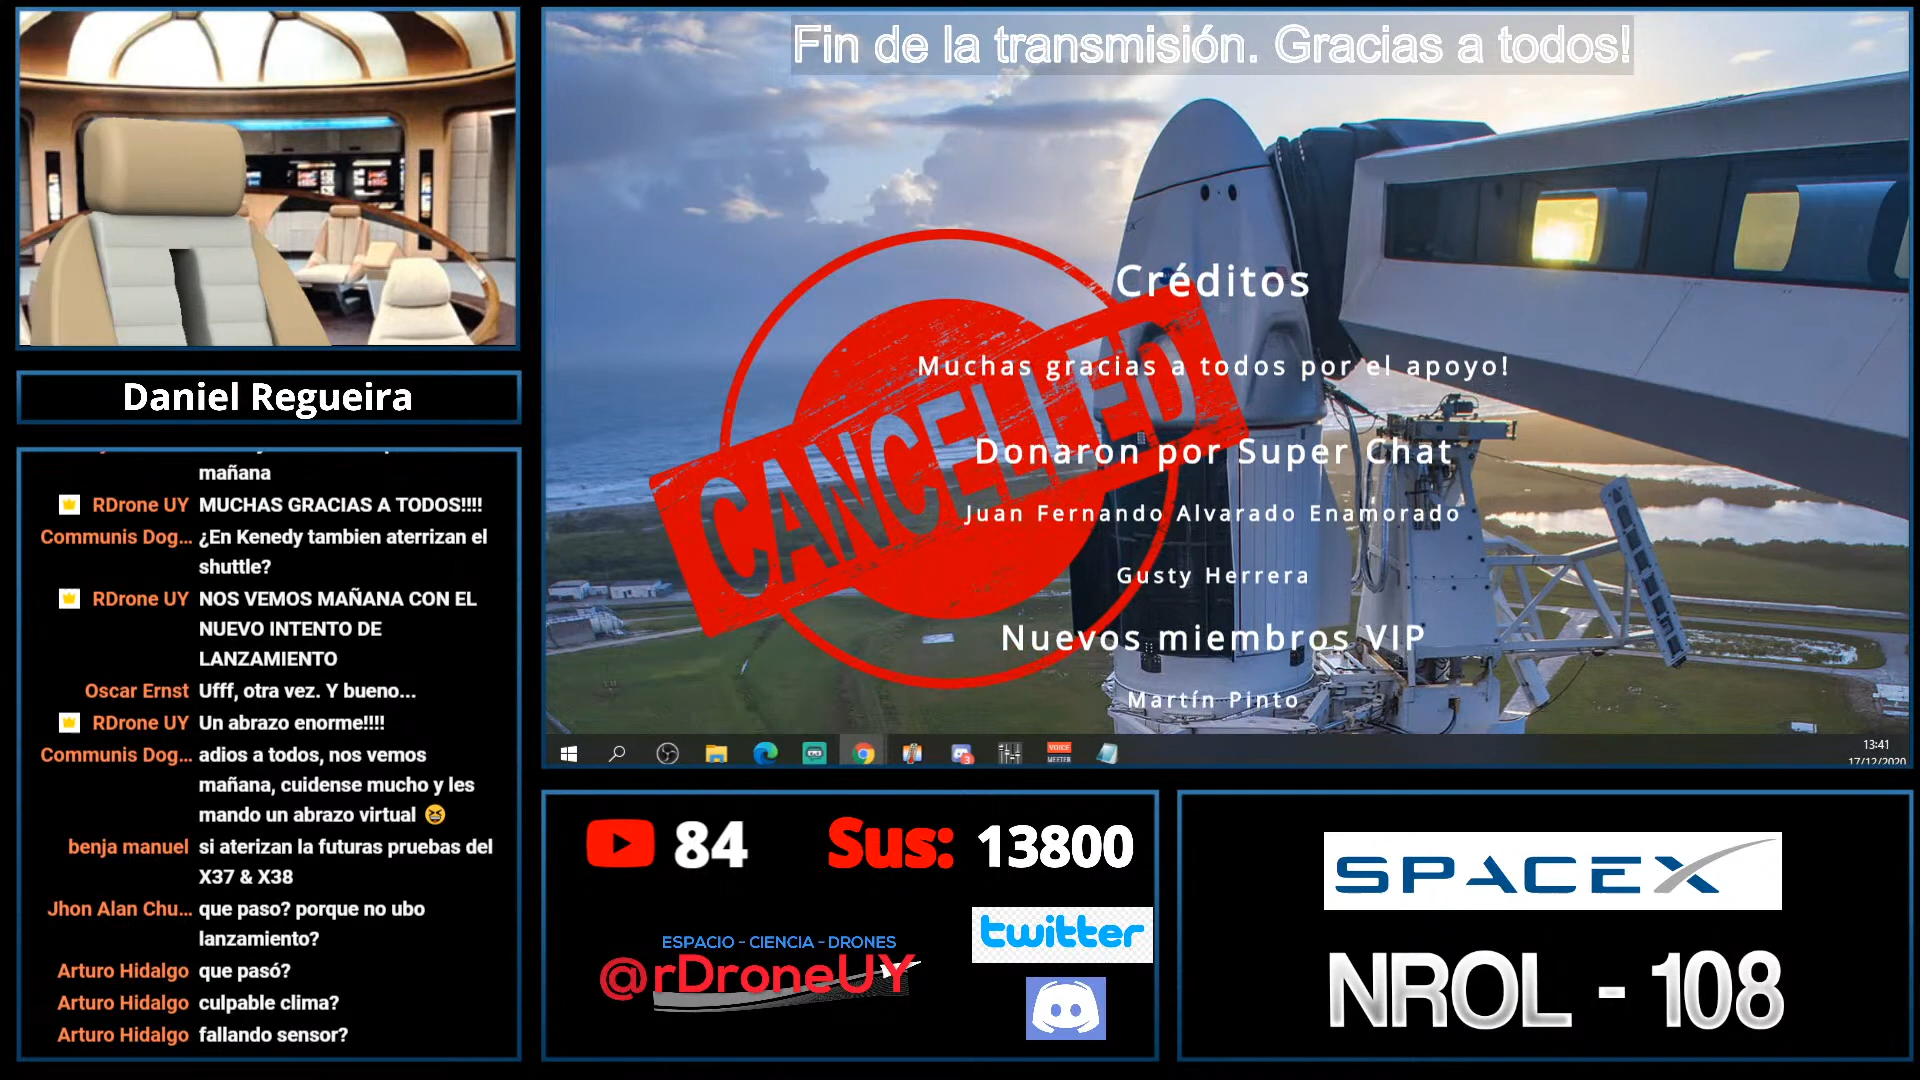 Fin de la transmisión. Gracias a todos!
CANCELLED
Créditos
Muchas gracias a todos por el apoyo!
Donaron por Super Chat
Juan Fernando Alvarado Enamorado
Gusty Herrera
Nuevos miembros VIP
Martín Pinto
3
VOICE
MEETER
13:41
17/12/2020
Daniel Regueira
mañana
RDrone UY MUCHAS GRACIAS A TODOS!!!!
Communis Dog... ¿En Kenedy tambien aterrizan el
shuttle?
RDrone UY NOS VEMOS MAÑANA CON EL
NUEVO INTENTO DE
LANZAMIENTO
Oscar Ernst Ufff, otra vez. Y bueno...
RDrone UY Un abrazo enorme!!!!
Communis Dog... adios a todos, nos vemos
mañana, cuidense mucho y les
mando un abrazo virtual
benja manuel si aterizan la futuras pruebas del
X37 & X38
Jhon Alan Chu... que paso? porque no ubo
lanzamiento?
Arturo Hidalgo que pasó?
Arturo Hidalgo culpable clima?
Arturo Hidalgo fallando sensor?
84
Sus: 13800
ESPACIO - CIENCIA - DRONES
@rDroneUY
twitter
SPACEX
NROL - 108